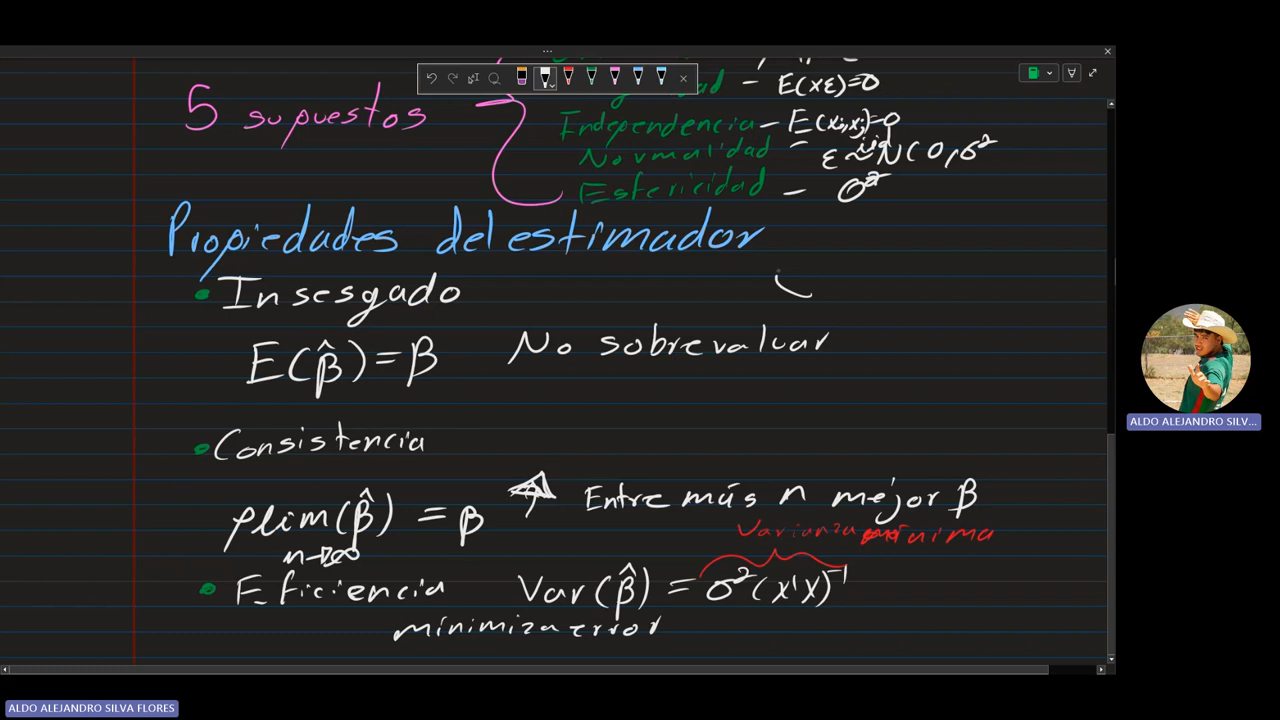 E(xε)=0
5 supuestos
Independencia – E(xi,xj)=0
Normalidad – ε ~iid N(0,σ²
Esfericidad – σ²
Propiedades del estimador
• Insesgado
E(β̂) = β No sobrevaluar
• Consistencia
plim(β̂) = β Entre más n mejor β
n→∞
Varianza
• Eficiencia Var(β̂) = σ²(x'x)⁻¹
minimiza error
ALDO ALEJANDRO SILV...
ALDO ALEJANDRO SILVA FLORES